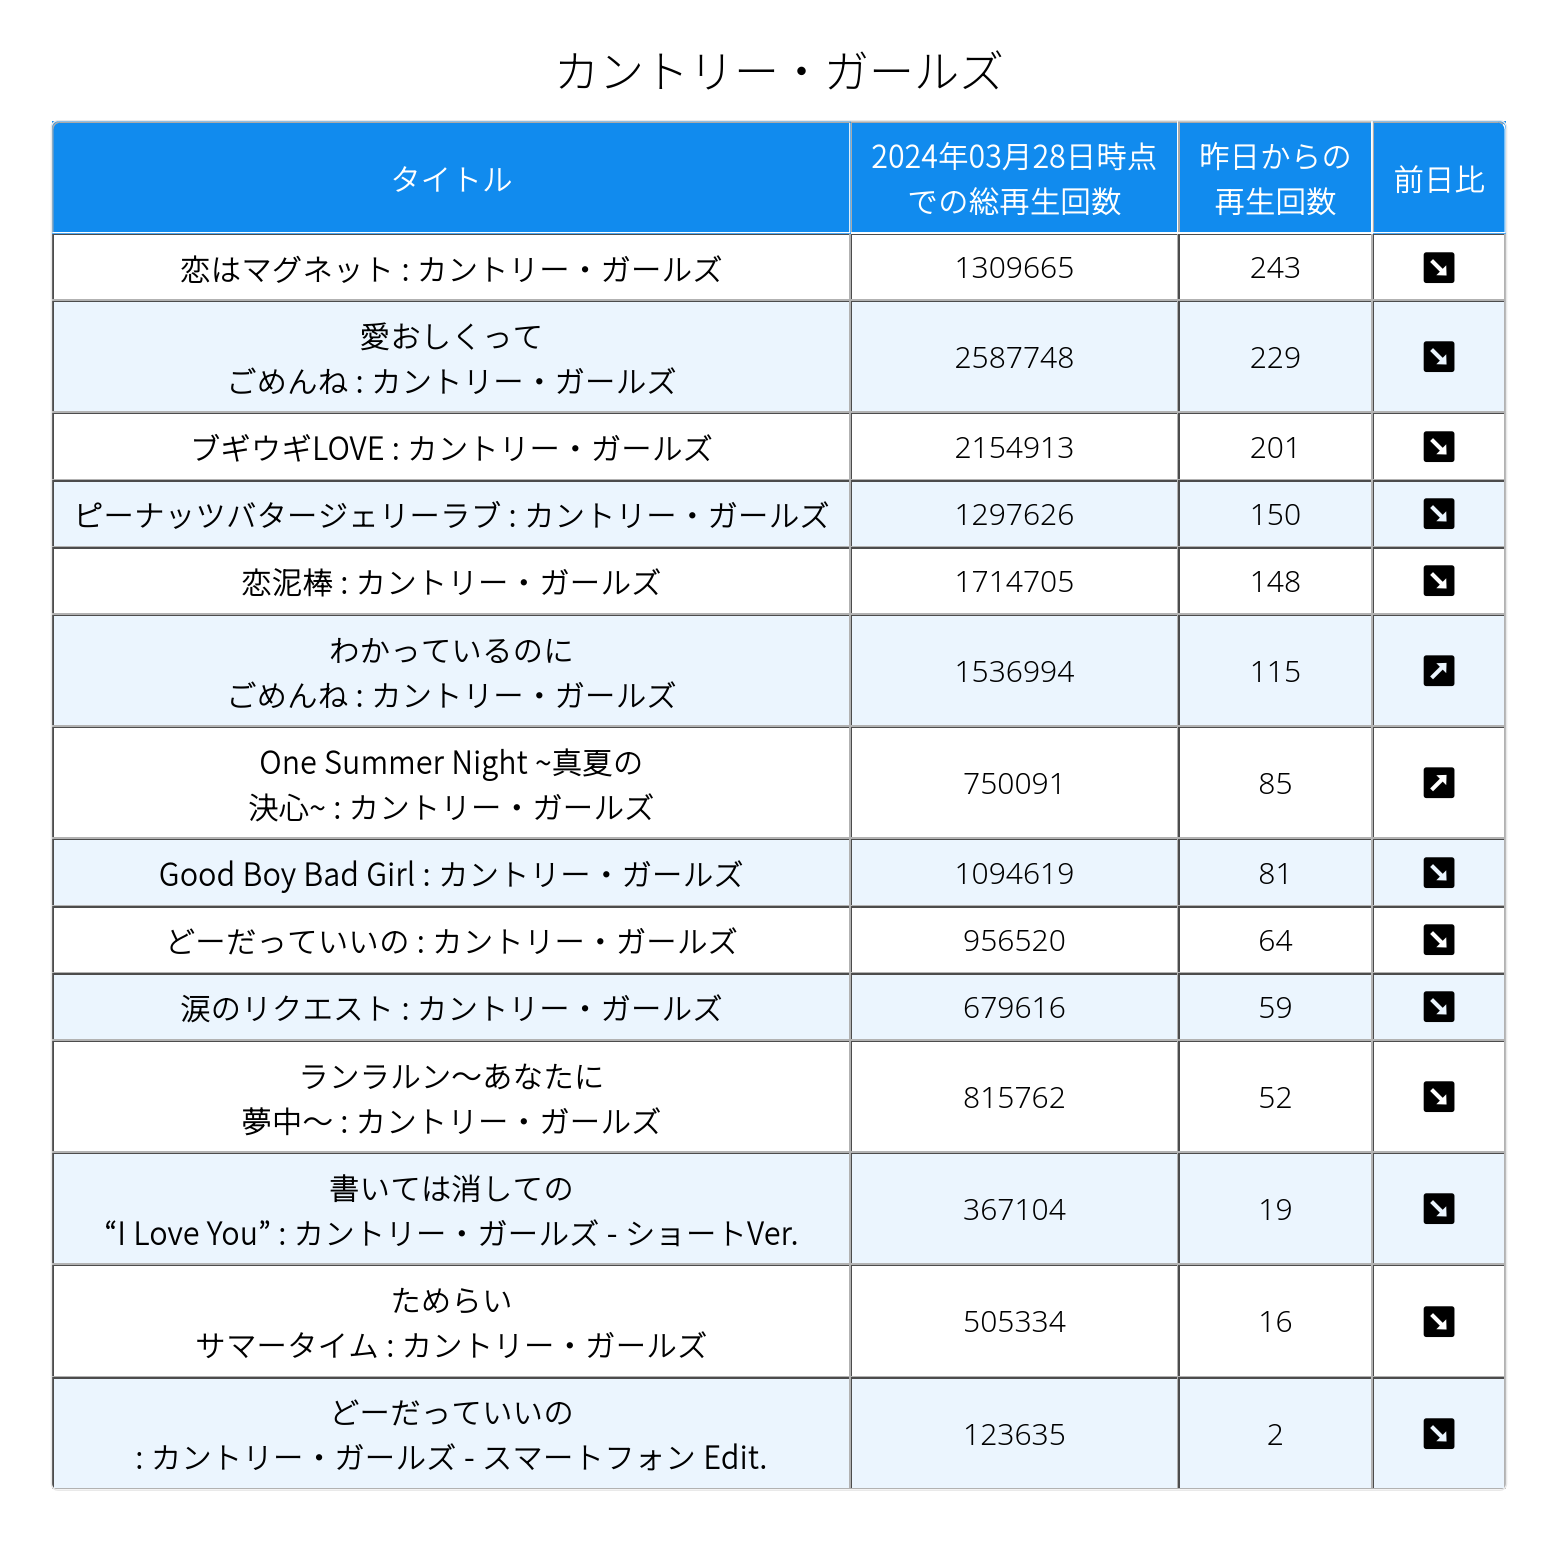 カントリー・ガールズ
タイトル
2024年03月28日時点
での総再生回数
昨日からの
再生回数
前日比
恋はマグネット : カントリー・ガールズ
1309665
243
愛おしくって
ごめんね : カントリー・ガールズ
2587748
229
ブギウギLOVE : カントリー・ガールズ
2154913
201
ピーナッツバタージェリーラブ : カントリー・ガールズ
1297626
150
恋泥棒 : カントリー・ガールズ
1714705
148
わかっているのに
ごめんね : カントリー・ガールズ
1536994
115
One Summer Night ~真夏の
決心~ : カントリー・ガールズ
750091
85
Good Boy Bad Girl : カントリー・ガールズ
1094619
81
どーだっていいの : カントリー・ガールズ
956520
64
涙のリクエスト : カントリー・ガールズ
679616
59
ランラルン〜あなたに
夢中〜 : カントリー・ガールズ
815762
52
書いては消しての
“I Love You” : カントリー・ガールズ - ショートVer.
367104
19
ためらい
サマータイム : カントリー・ガールズ
505334
16
どーだっていいの
: カントリー・ガールズ - スマートフォン Edit.
123635
2